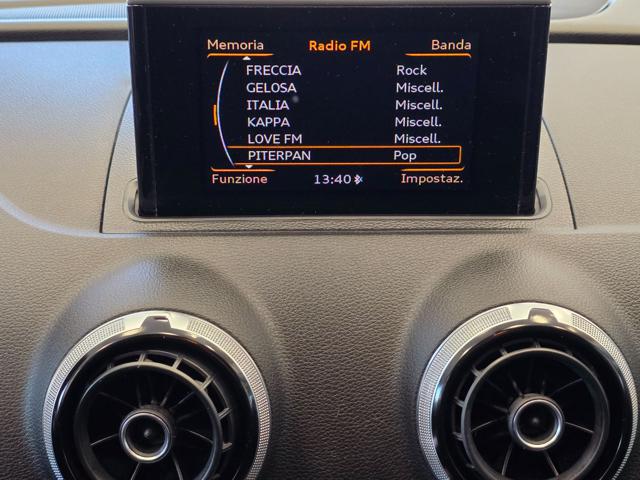 Memoria Radio FM Banda
FRECCIA Rock
GELOSA Miscell.
ITALIA Miscell.
KAPPA Miscell.
LOVE FM Miscell.
PITERPAN Pop
Funzione 13:40 Impostaz.